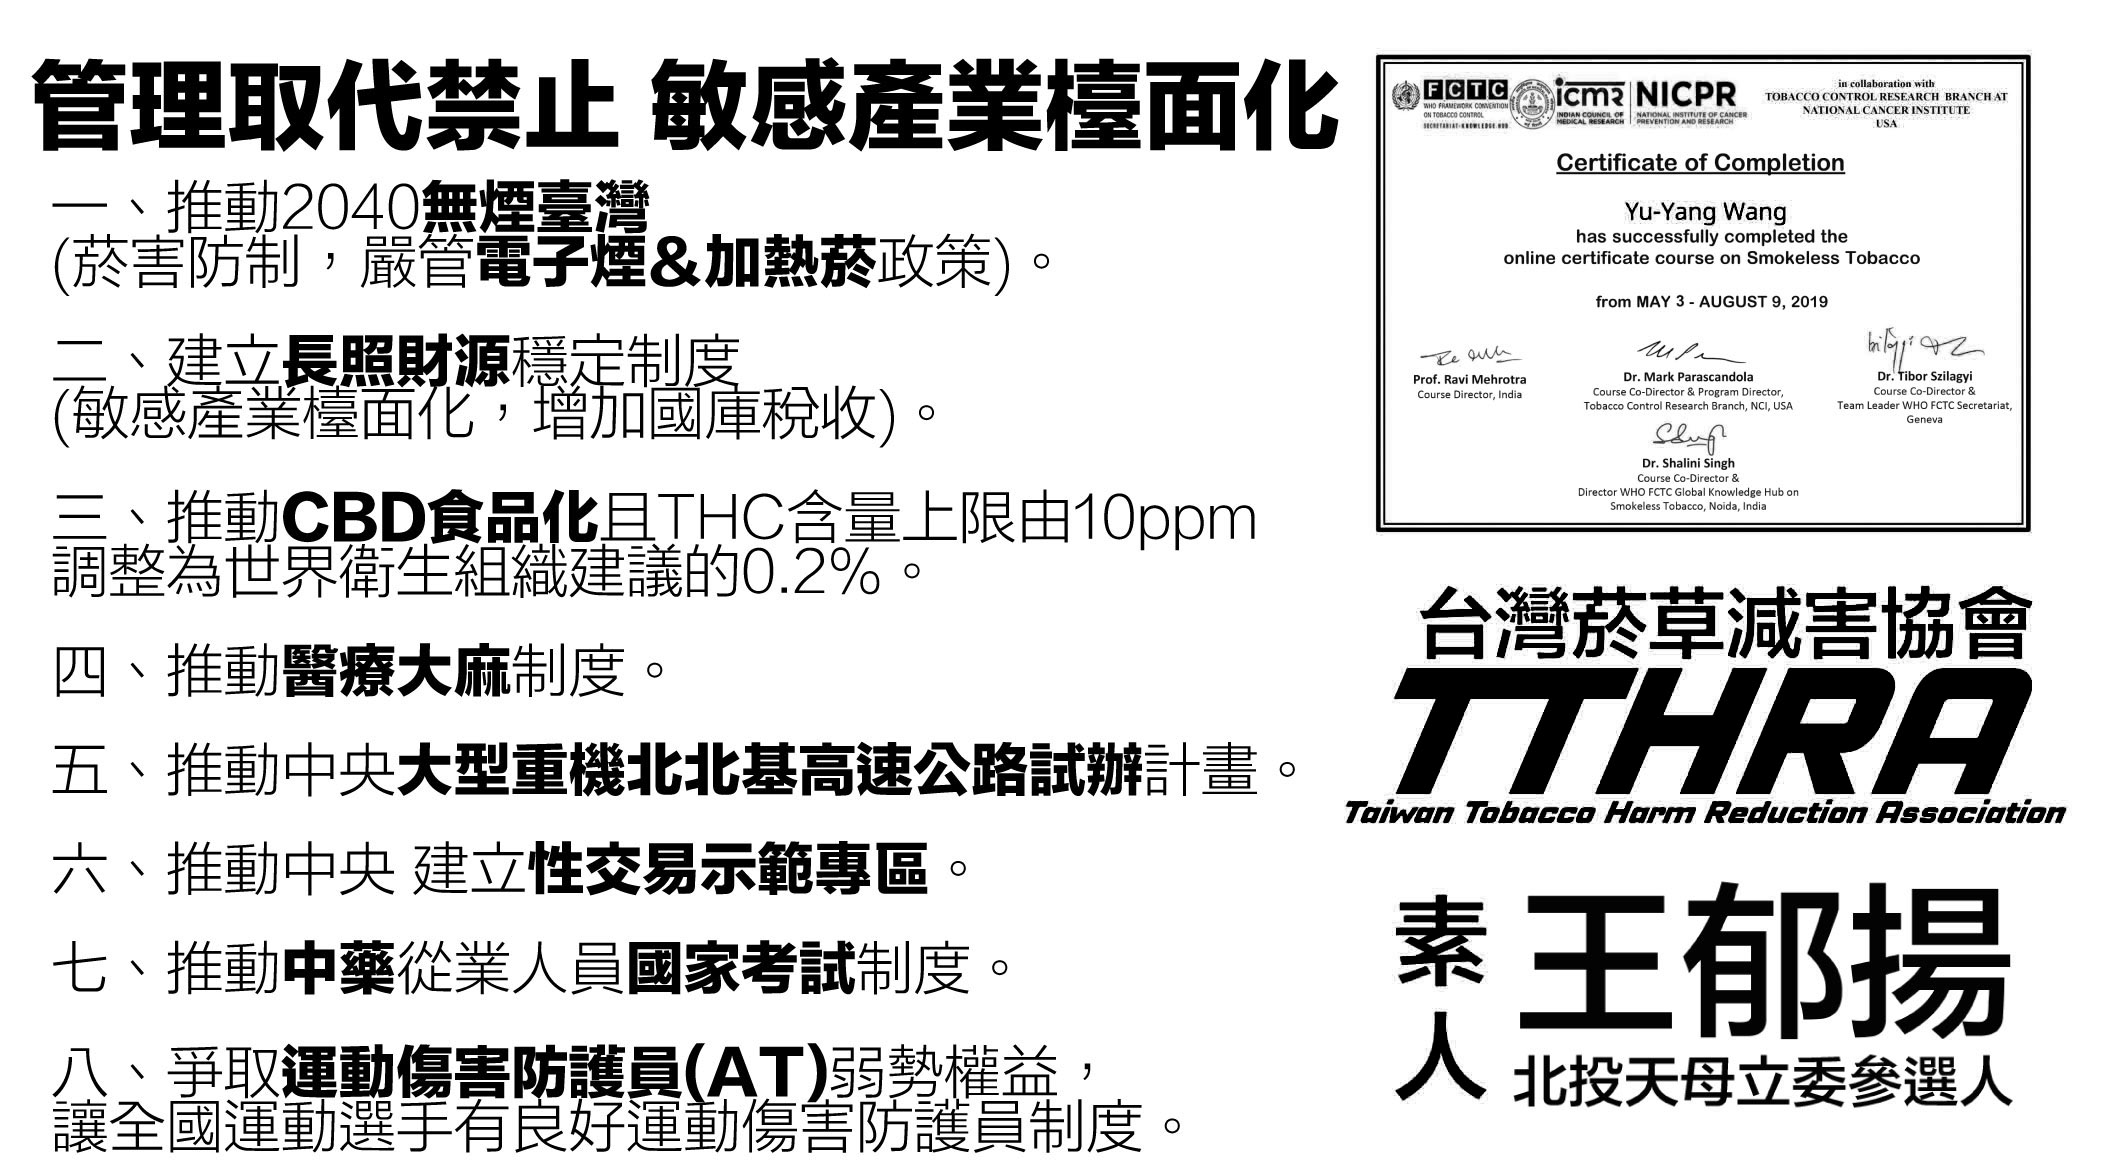 管理取代禁止 敏感產業檯面化
一、推動2040無煙臺灣
(菸害防制，嚴管電子煙&加熱菸政策)。
二、建立長照財源穩定制度
(敏感產業檯面化，增加國庫稅收)。
三、推動CBD食品化且THC含量上限由10ppm
調整為世界衛生組織建議的0.2%。
四、推動醫療大麻制度。
五、推動中央大型重機北北基高速公路試辦計畫。
六、推動中央 建立性交易示範專區。
七、推動中藥從業人員國家考試制度。
八、爭取運動傷害防護員(AT)弱勢權益，
讓全國運動選手有良好運動傷害防護員制度。
FCTC
WHO FRAMEWORK CONVENTION
ON TOBACCO CONTROL
SECRETARIAT-KNOWLEDGE-HUB
icmr
INDIAN COUNCIL OF
MEDICAL RESEARCH
NICPR
NATIONAL INSTITUTE OF CANCER
PREVENTION AND RESEARCH
in collaboration with
TOBACCO CONTROL RESEARCH BRANCH AT
NATIONAL CANCER INSTITUTE
USA
Certificate of Completion
Yu-Yang Wang
has successfully completed the
online certificate course on Smokeless Tobacco
from MAY 3 - AUGUST 9, 2019
Prof. Ravi Mehrotra
Course Director, India
Dr. Mark Parascandola
Course Co-Director & Program Director,
Tobacco Control Research Branch, NCI, USA
Dr. Tibor Szilagyi
Course Co-Director &
Team Leader WHO FCTC Secretariat,
Geneva
Dr. Shalini Singh
Course Co-Director &
Director WHO FCTC Global Knowledge Hub on
Smokeless Tobacco, Noida, India
台灣菸草減害協會
TTHRA
Taiwan Tobacco Harm Reduction Association
素人
王郁揚
北投天母立委參選人